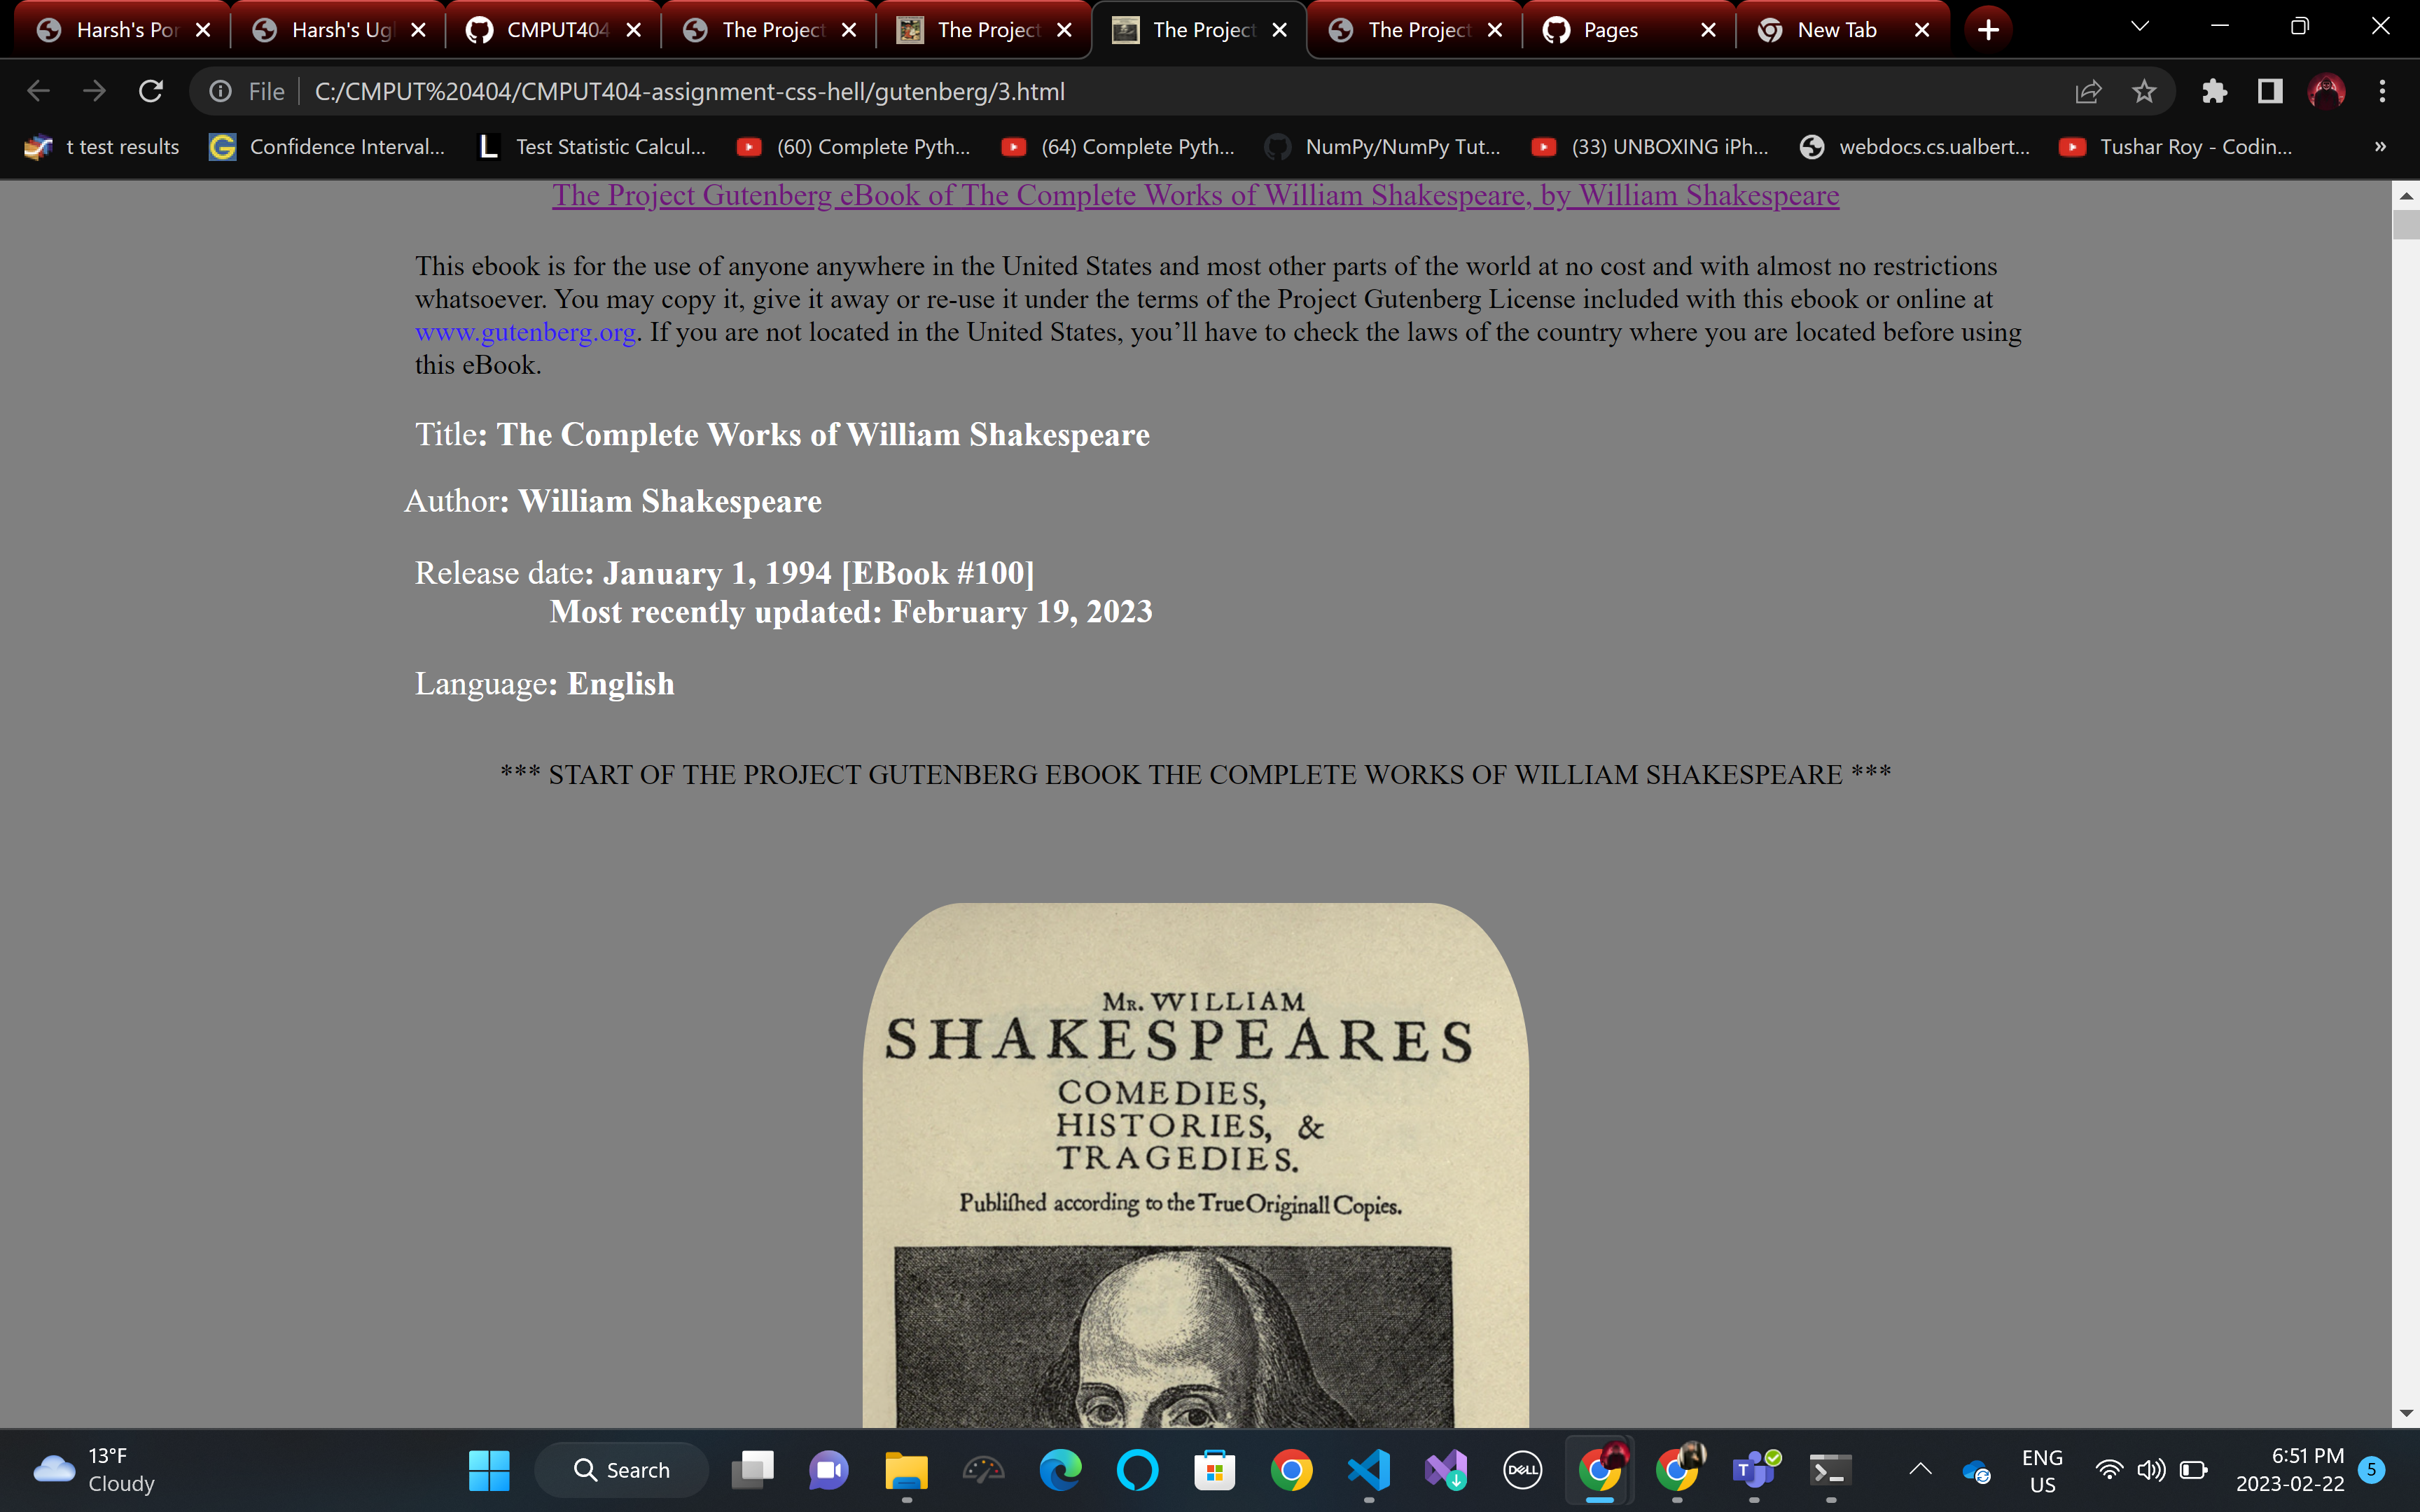 Harsh's Por
Harsh's Ugl
CMPUT404
The Project
The Project
The Project
The Project
Pages
New Tab
File
C:/CMPUT%20404/CMPUT404-assignment-css-hell/gutenberg/3.html
t test results
Confidence Interval...
L Test Statistic Calcul...
(60) Complete Pyth...
(64) Complete Pyth...
NumPy/NumPy Tut...
(33) UNBOXING iPh...
webdocs.cs.ualbert...
Tushar Roy - Codin...
»
The Project Gutenberg eBook of The Complete Works of William Shakespeare, by William Shakespeare
This ebook is for the use of anyone anywhere in the United States and most other parts of the world at no cost and with almost no restrictions
whatsoever. You may copy it, give it away or re-use it under the terms of the Project Gutenberg License included with this ebook or online at
www.gutenberg.org. If you are not located in the United States, you’ll have to check the laws of the country where you are located before using
this eBook.
Title: The Complete Works of William Shakespeare
Author: William Shakespeare
Release date: January 1, 1994 [EBook #100]
Most recently updated: February 19, 2023
Language: English
*** START OF THE PROJECT GUTENBERG EBOOK THE COMPLETE WORKS OF WILLIAM SHAKESPEARE ***
MR. WILLIAM
SHAKESPEARES
COMEDIES,
HISTORIES, &
TRAGEDIES.
Publiſhed according to the True Originall Copies.
13°F
Cloudy
Search
DELL
ENG
US
6:51 PM
2023-02-22
5